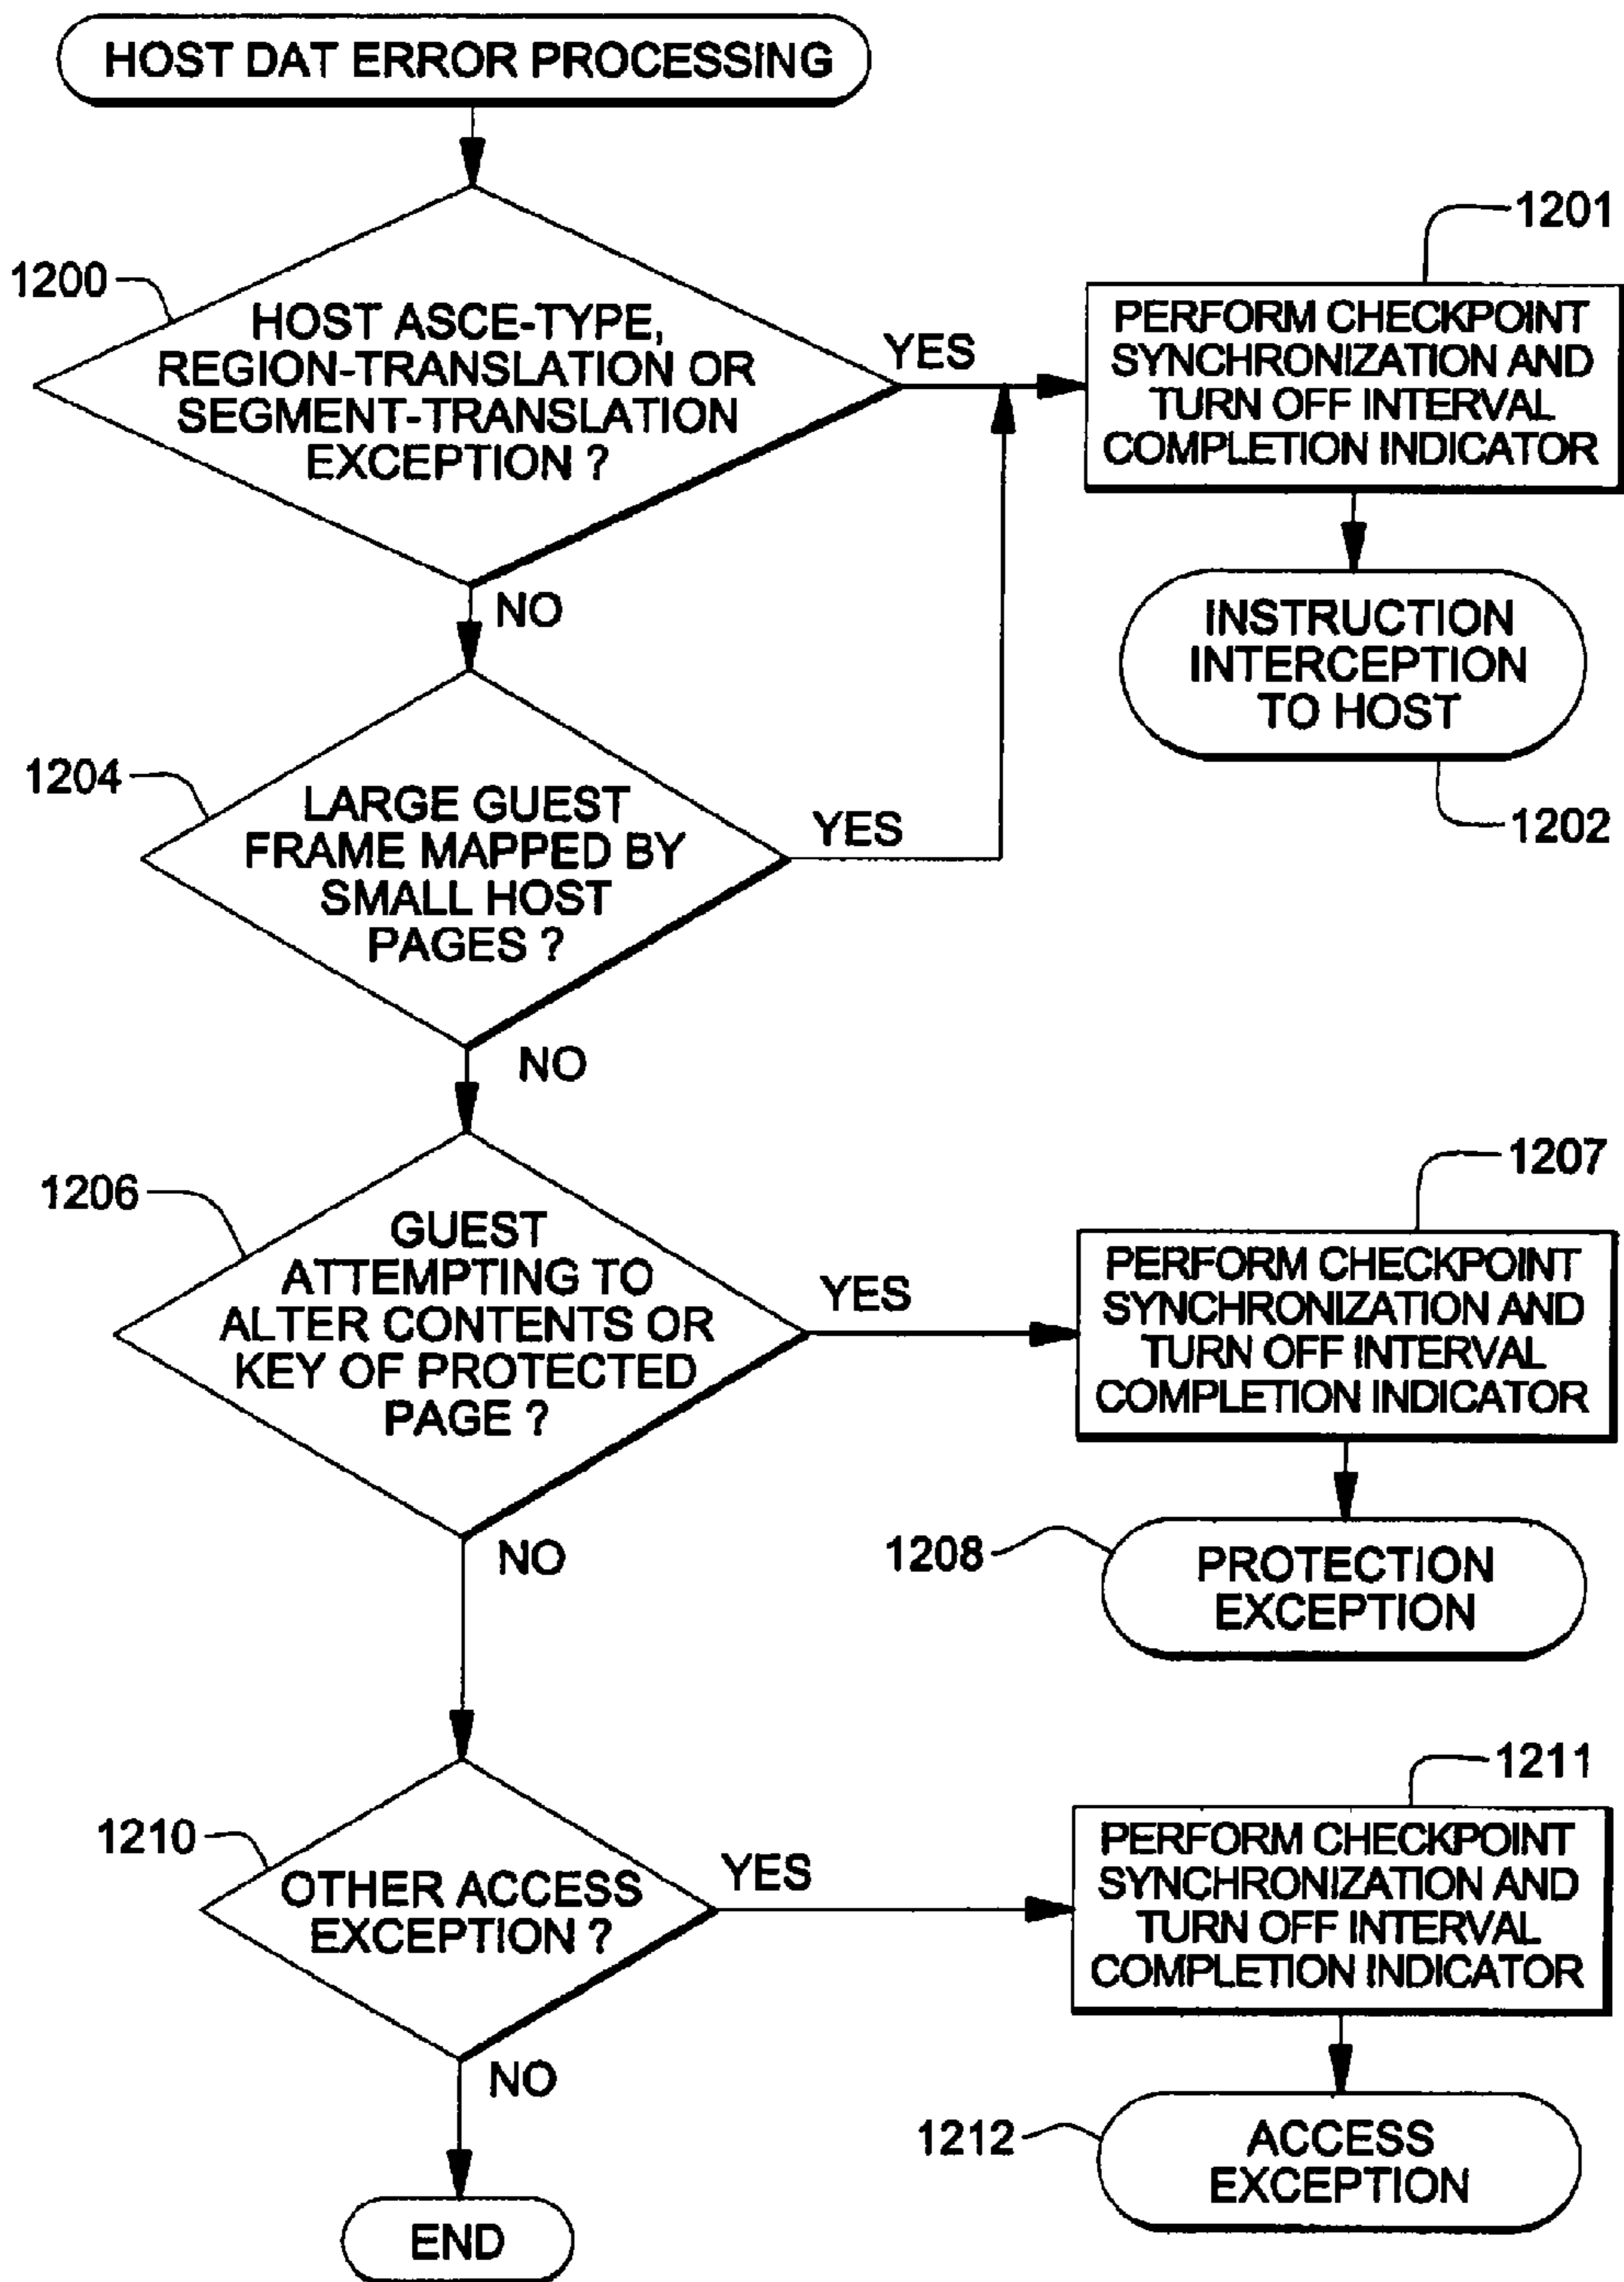 HOST DAT ERROR PROCESSING
1200
HOST ASCE-TYPE,
REGION-TRANSLATION OR
SEGMENT-TRANSLATION
EXCEPTION ?
YES
NO
1201
PERFORM CHECKPOINT
SYNCHRONIZATION AND
TURN OFF INTERVAL
COMPLETION INDICATOR
INSTRUCTION
INTERCEPTION
TO HOST
1202
1204
LARGE GUEST
FRAME MAPPED BY
SMALL HOST
PAGES ?
YES
NO
1206
GUEST
ATTEMPTING TO
ALTER CONTENTS OR
KEY OF PROTECTED
PAGE ?
YES
NO
1207
PERFORM CHECKPOINT
SYNCHRONIZATION AND
TURN OFF INTERVAL
COMPLETION INDICATOR
1208
PROTECTION
EXCEPTION
1210
OTHER ACCESS
EXCEPTION ?
YES
NO
1211
PERFORM CHECKPOINT
SYNCHRONIZATION AND
TURN OFF INTERVAL
COMPLETION INDICATOR
1212
ACCESS
EXCEPTION
END